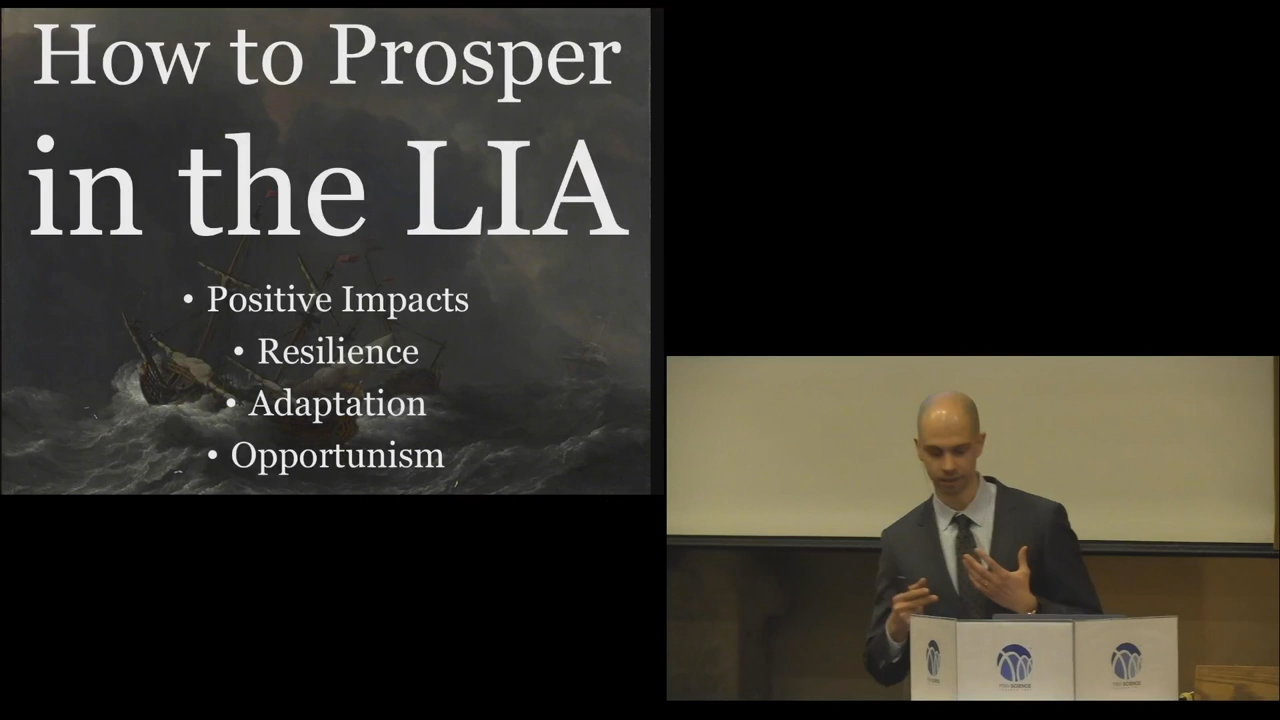 How to Prosper
in the LIA
• Positive Impacts
• Resilience
• Adaptation
• Opportunism